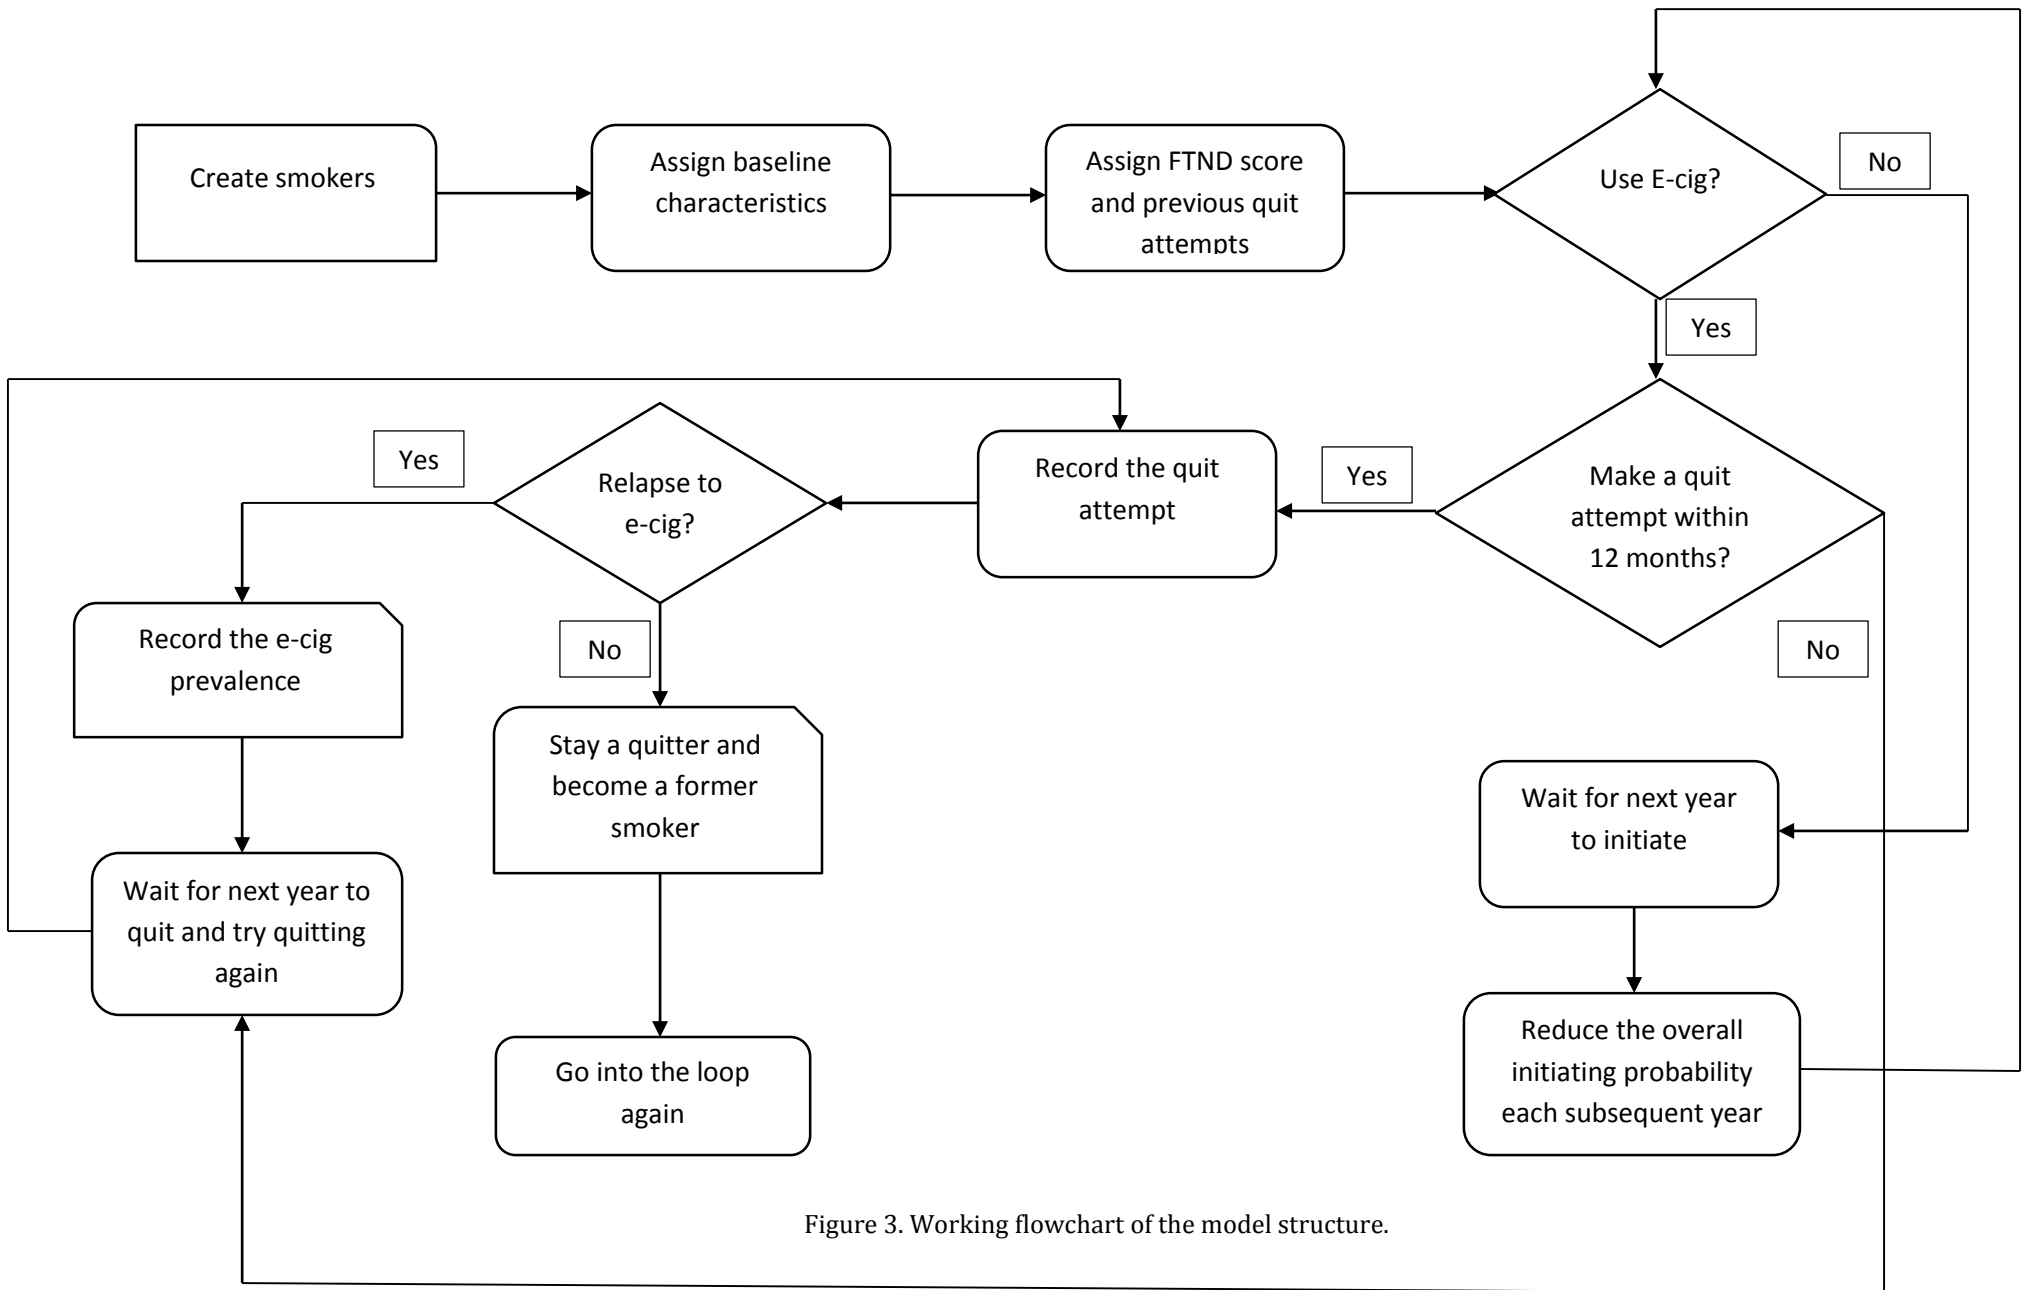 Create smokers
Assign baseline
characteristics
Assign FTND score
and previous quit
attempts
Use E-cig?
No
Yes
Yes
Relapse to
e-cig?
Record the quit
attempt
Yes
Make a quit
attempt within
12 months?
No
Record the e-cig
prevalence
No
Stay a quitter and
become a former
smoker
Wait for next year
to initiate
Wait for next year to
quit and try quitting
again
Go into the loop
again
Reduce the overall
initiating probability
each subsequent year
Figure 3. Working flowchart of the model structure.